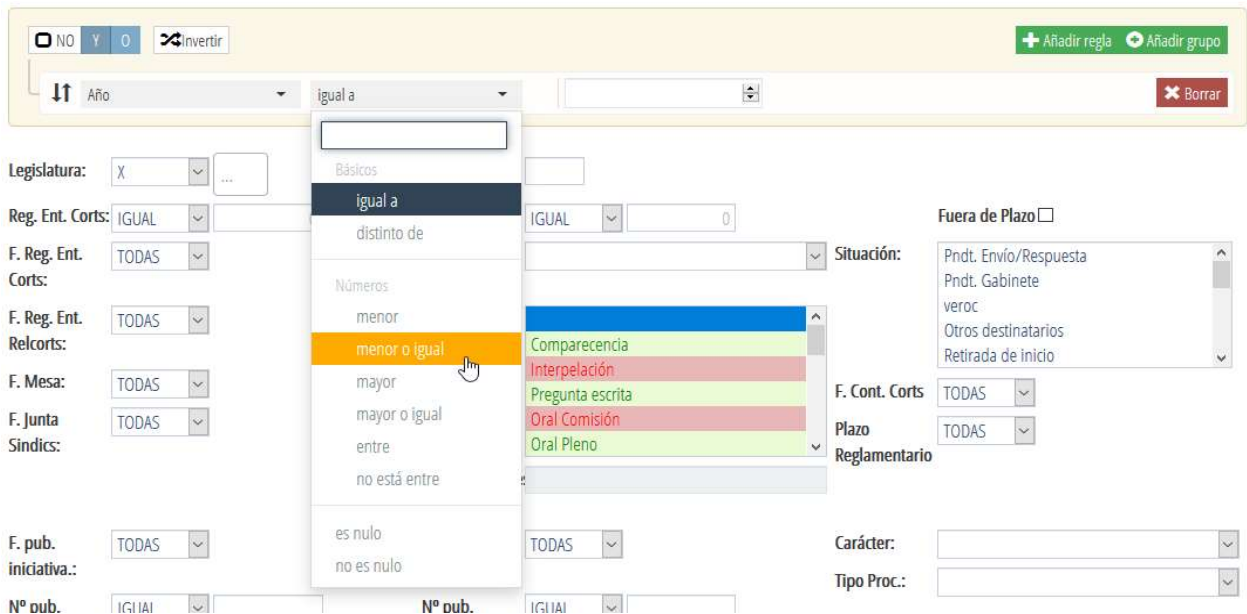 NO Y O Invertir
Añadir regla Añadir grupo
Año igual a
Borrar
Básicos
igual a
distinto de
Números
menor
menor o igual
mayor
mayor o igual
entre
no está entre
es nulo
no es nulo
Legislatura: X ...
Reg. Ent. Corts: IGUAL
IGUAL 0
Fuera de Plazo
F. Reg. Ent.
Corts:
TODAS
Situación:
Pndt. Envío/Respuesta
Pndt. Gabinete
veroc
Otros destinatarios
Retirada de inicio
F. Reg. Ent.
Relcorts:
TODAS
Comparecencia
Interpelación
Pregunta escrita
Oral Comisión
Oral Pleno
F. Mesa: TODAS
F. Cont. Corts TODAS
F. Junta
Sindics:
TODAS
Plazo
Reglamentario
TODAS
F. pub.
iniciativa.:
TODAS
TODAS
Carácter:
Tipo Proc.:
Nº pub. IGUAL
Nº pub. IGUAL